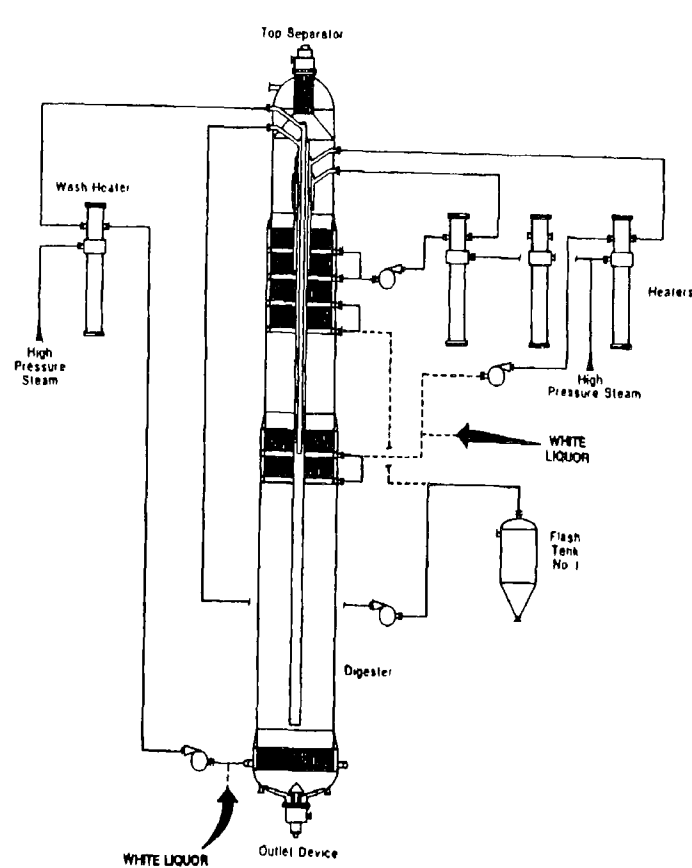 Top Separator
Wash Heater
High
Pressure Steam
Heaters
High
Pressure Steam
WHITE
LIQUOR
Flash
Tank
No. 1
Digester
WHITE LIQUOR
Outlet Device